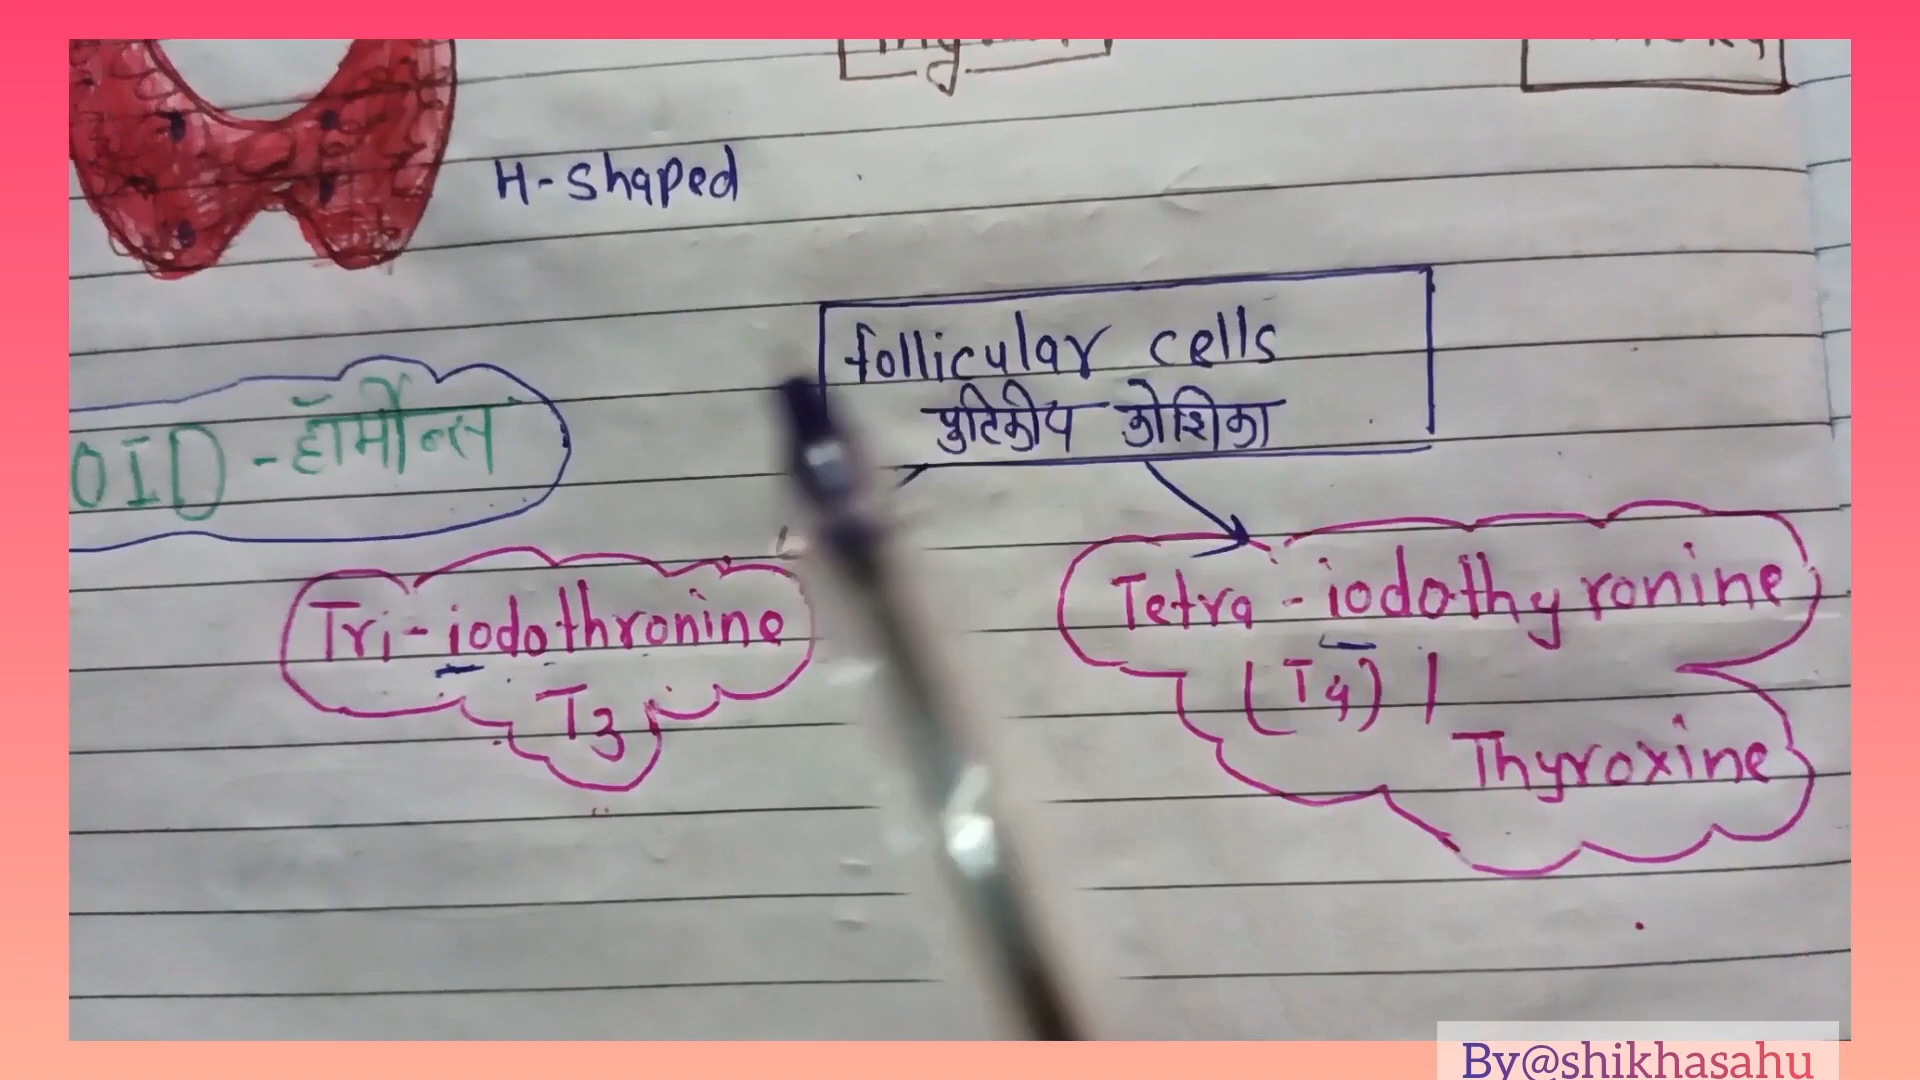 H-shaped
follicular cells
पुटिकीय कोशिका
OID-हॉर्मोन्स
Tri-iodothronine
T3
Tetra-iodothyronine
(T4) |
Thyroxine
By@shikhasahu